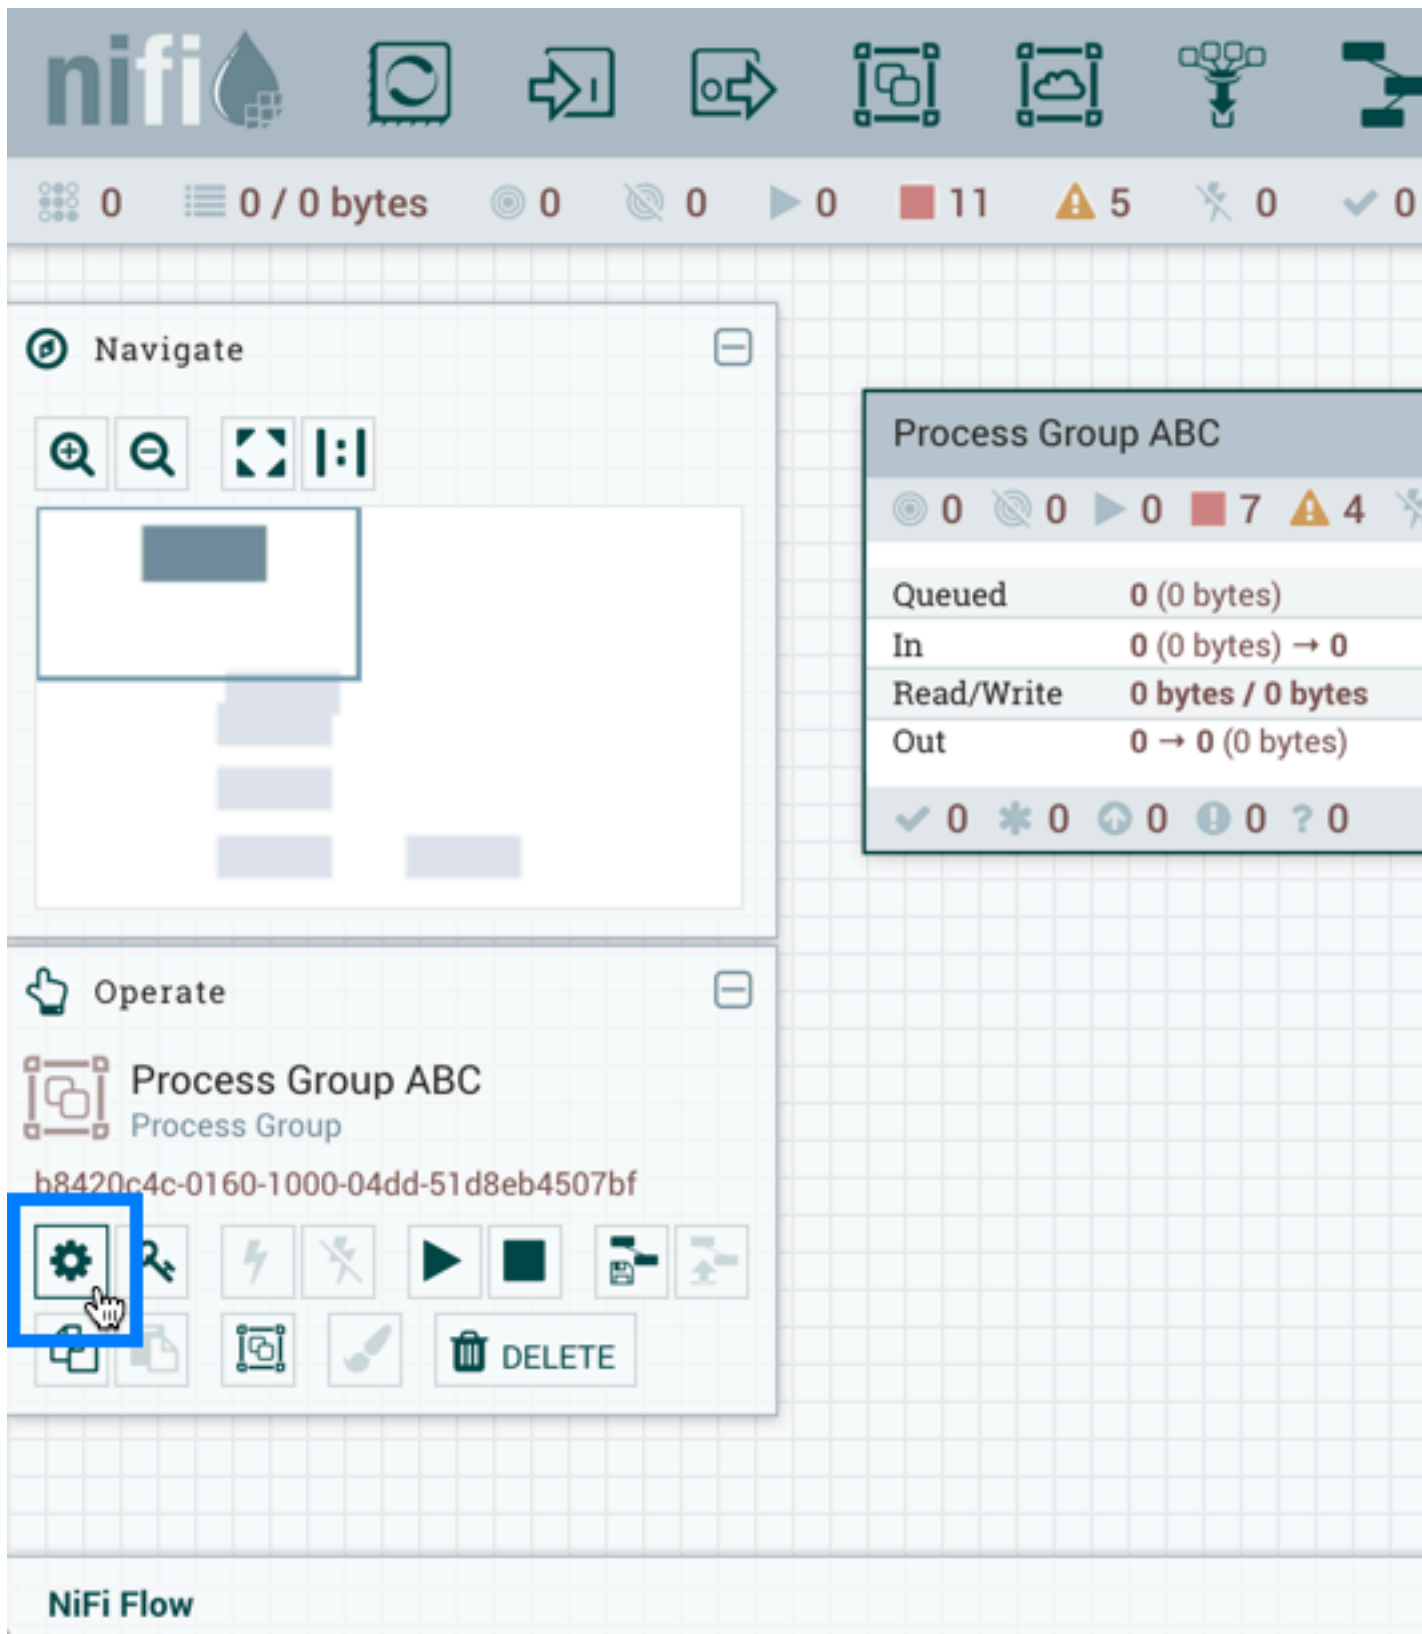 nifi
0 0 / 0 bytes 0 0 0 11 5 0 0
Navigate
Process Group ABC
0 0 0 7 4
Queued 0 (0 bytes)
In 0 (0 bytes) → 0
Read/Write 0 bytes / 0 bytes
Out 0 → 0 (0 bytes)
0 0 0 0 ? 0
Operate
Process Group ABC
Process Group
b8420c4c-0160-1000-04dd-51d8eb4507bf
DELETE
NiFi Flow